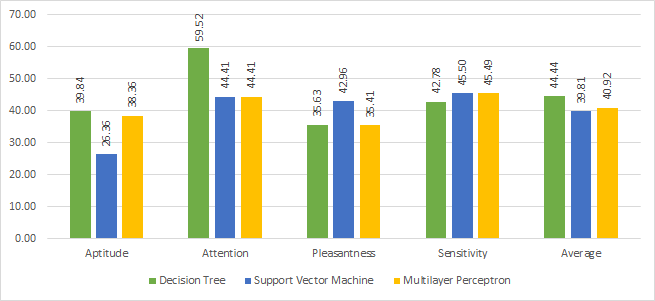 70.00
60.00
50.00
40.00
30.00
20.00
10.00
0.00
39.84
26.36
38.36
59.52
44.41
44.41
35.63
42.96
35.41
42.78
45.50
45.49
44.44
39.81
40.92
Aptitude
Attention
Pleasantness
Sensitivity
Average
Decision Tree
Support Vector Machine
Multilayer Perceptron